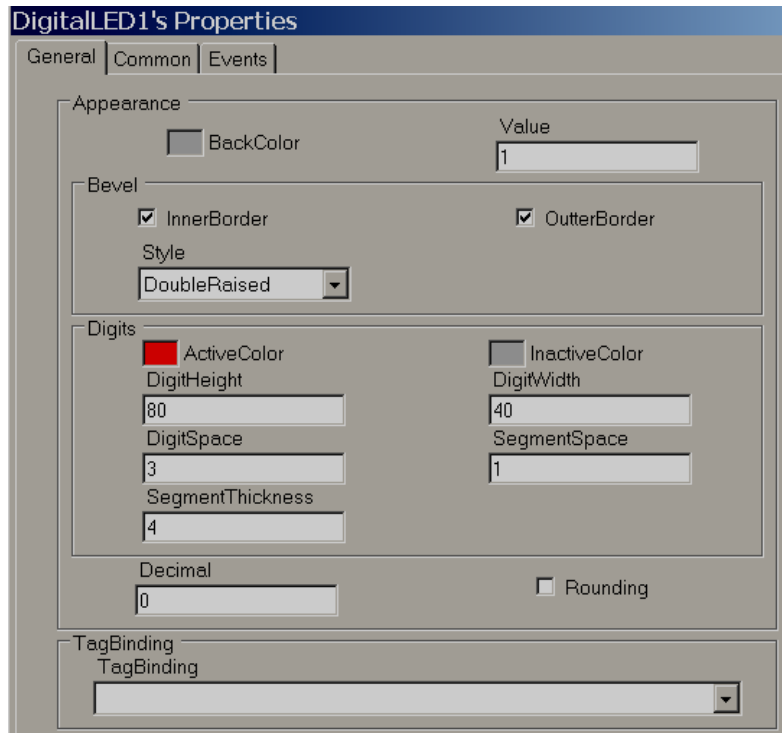 DigitalLED1's Properties
General Common Events
Appearance
BackColor
Value
1
Bevel
InnerBorder OutterBorder
Style
DoubleRaised
Digits
ActiveColor InactiveColor
DigitHeight DigitWidth
80 40
DigitSpace SegmentSpace
3 1
SegmentThickness
4
Decimal
0
Rounding
TagBinding
TagBinding